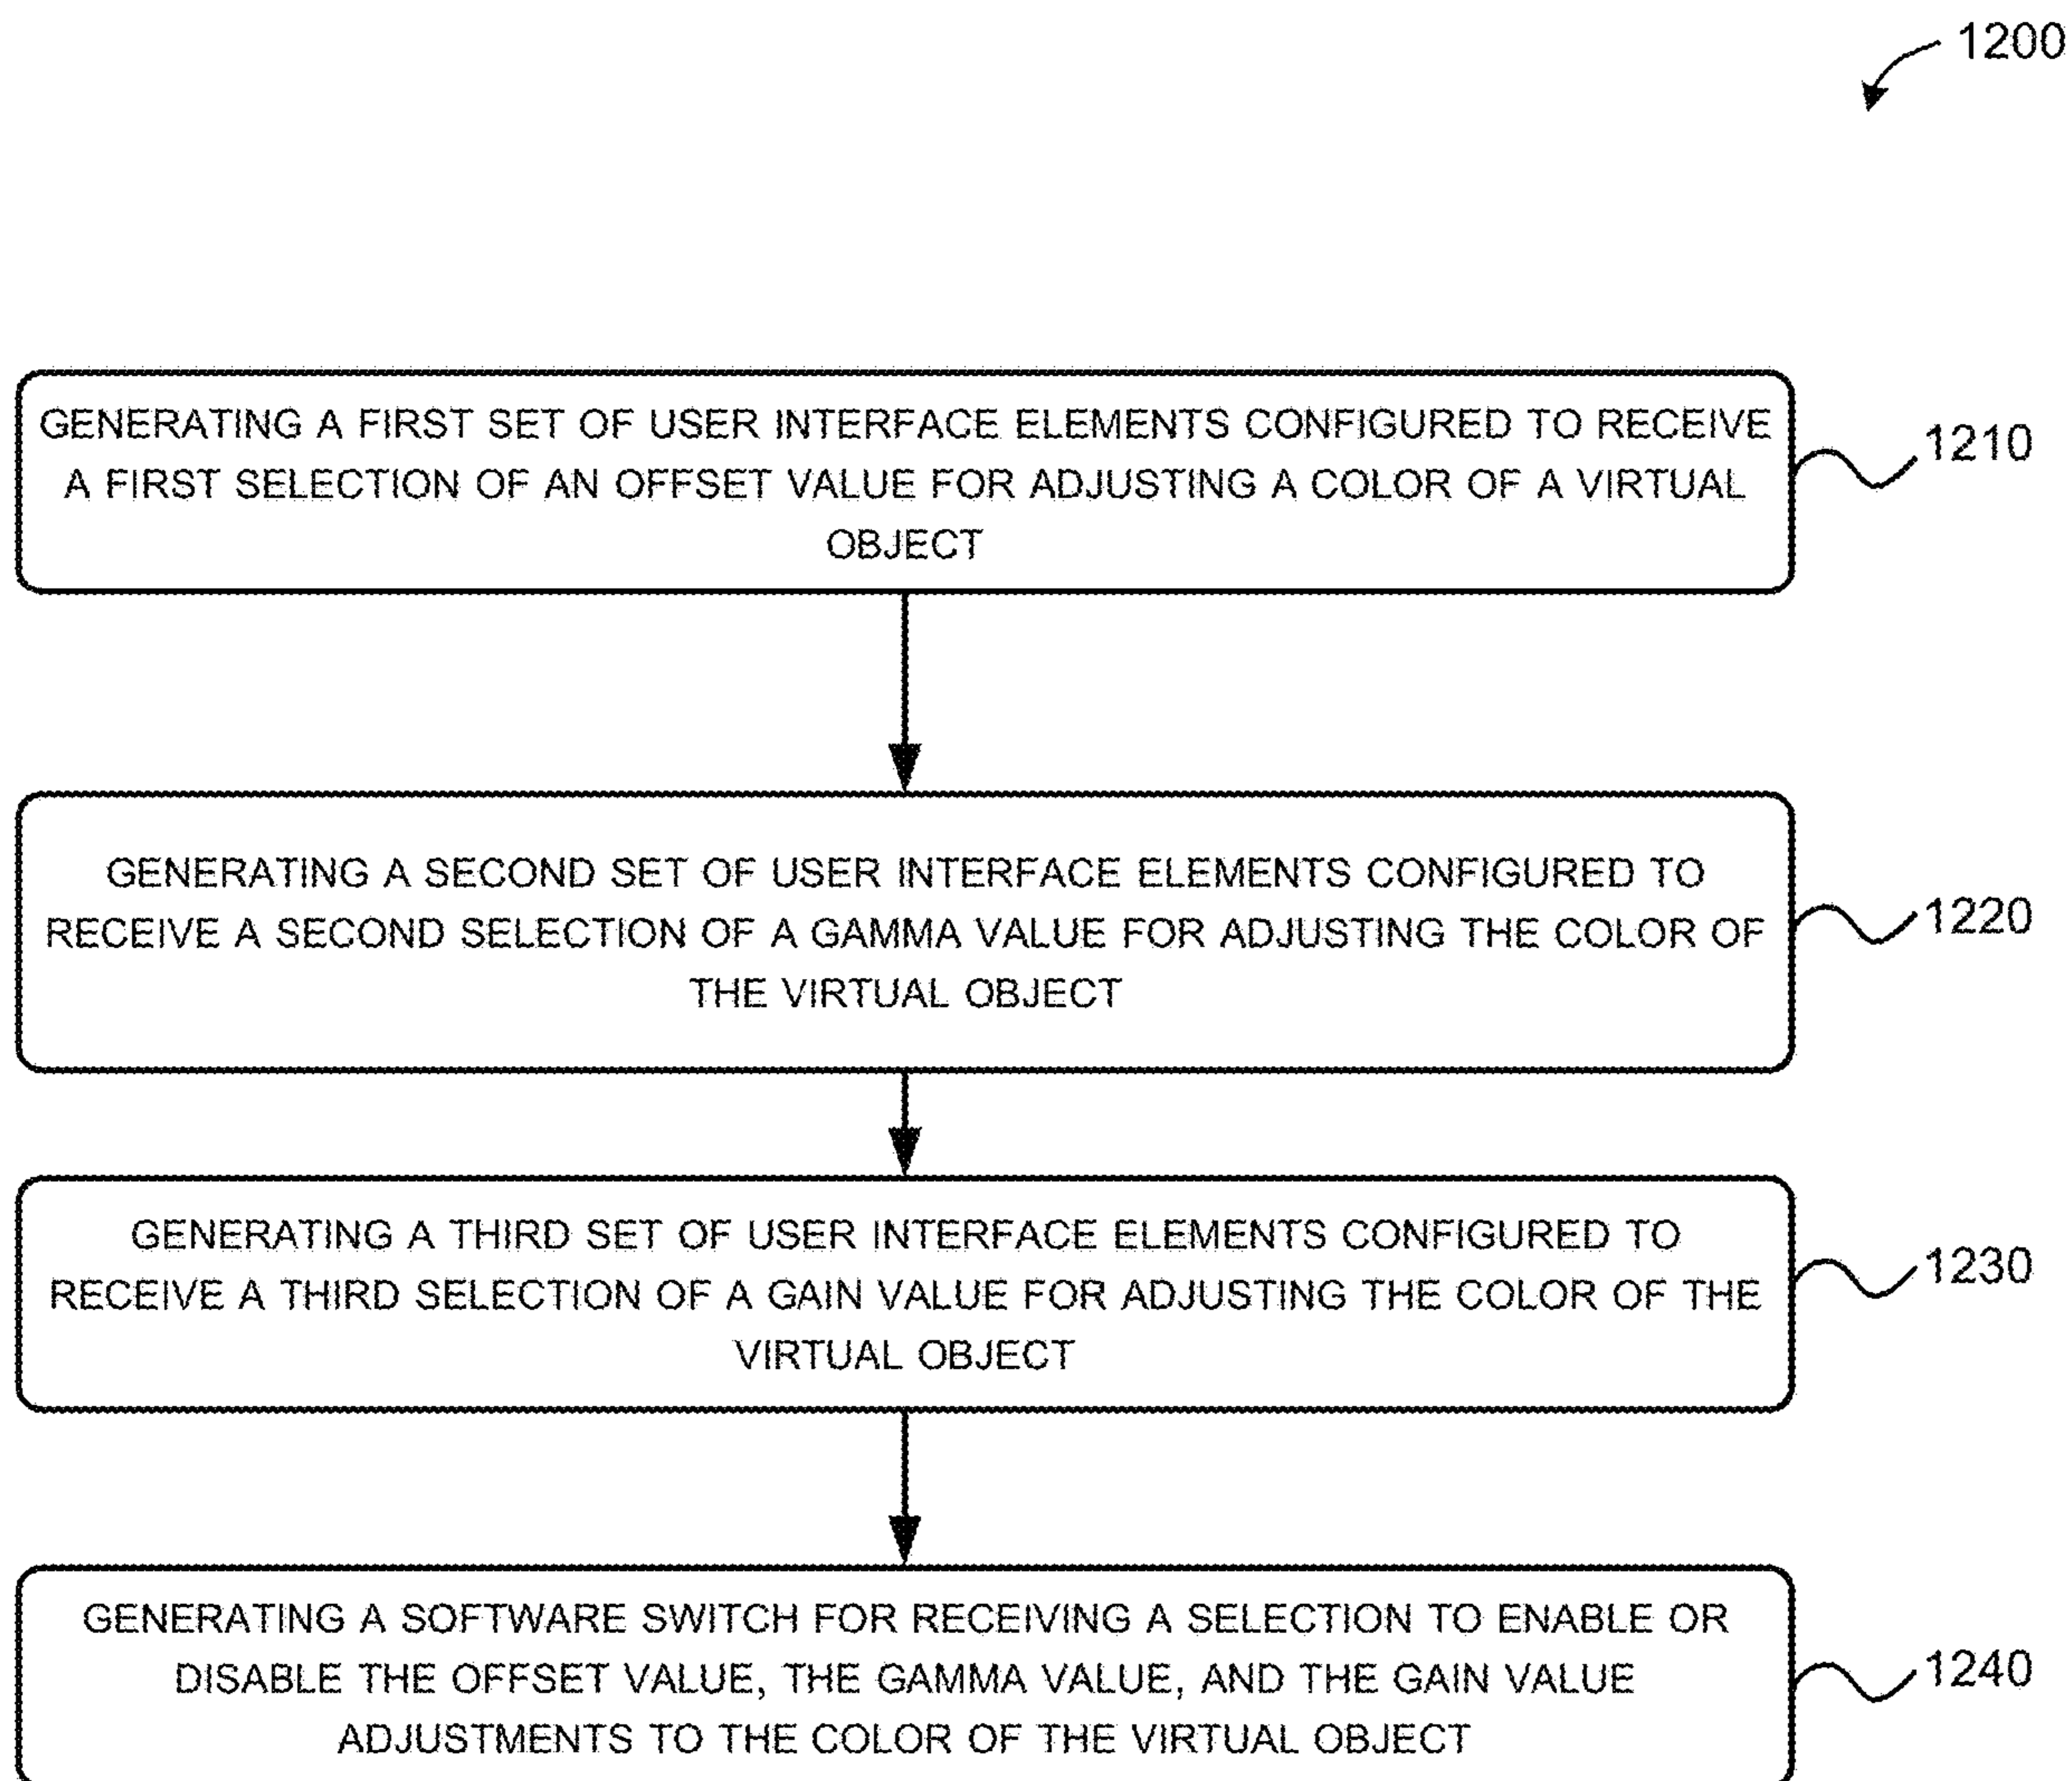 1200
GENERATING A FIRST SET OF USER INTERFACE ELEMENTS CONFIGURED TO RECEIVE
A FIRST SELECTION OF AN OFFSET VALUE FOR ADJUSTING A COLOR OF A VIRTUAL
OBJECT
1210
GENERATING A SECOND SET OF USER INTERFACE ELEMENTS CONFIGURED TO
RECEIVE A SECOND SELECTION OF A GAMMA VALUE FOR ADJUSTING THE COLOR OF
THE VIRTUAL OBJECT
1220
GENERATING A THIRD SET OF USER INTERFACE ELEMENTS CONFIGURED TO
RECEIVE A THIRD SELECTION OF A GAIN VALUE FOR ADJUSTING THE COLOR OF THE
VIRTUAL OBJECT
1230
GENERATING A SOFTWARE SWITCH FOR RECEIVING A SELECTION TO ENABLE OR
DISABLE THE OFFSET VALUE, THE GAMMA VALUE, AND THE GAIN VALUE
ADJUSTMENTS TO THE COLOR OF THE VIRTUAL OBJECT
1240